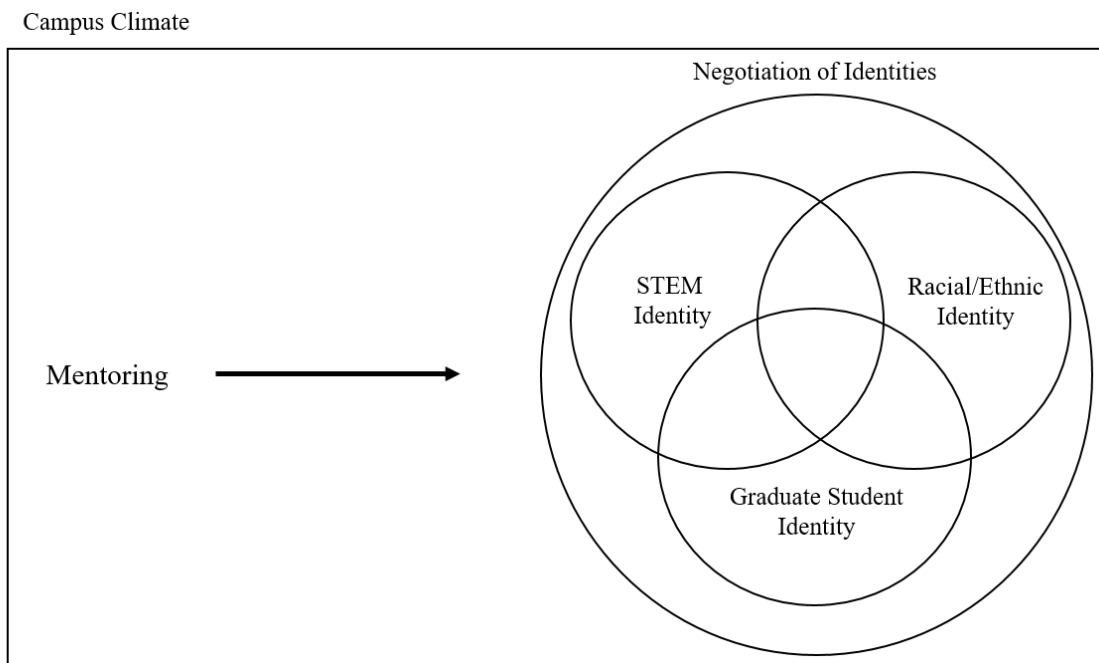 Campus Climate
Negotiation of Identities
STEM
Identity
Racial/Ethnic
Identity
Mentoring
Graduate Student
Identity